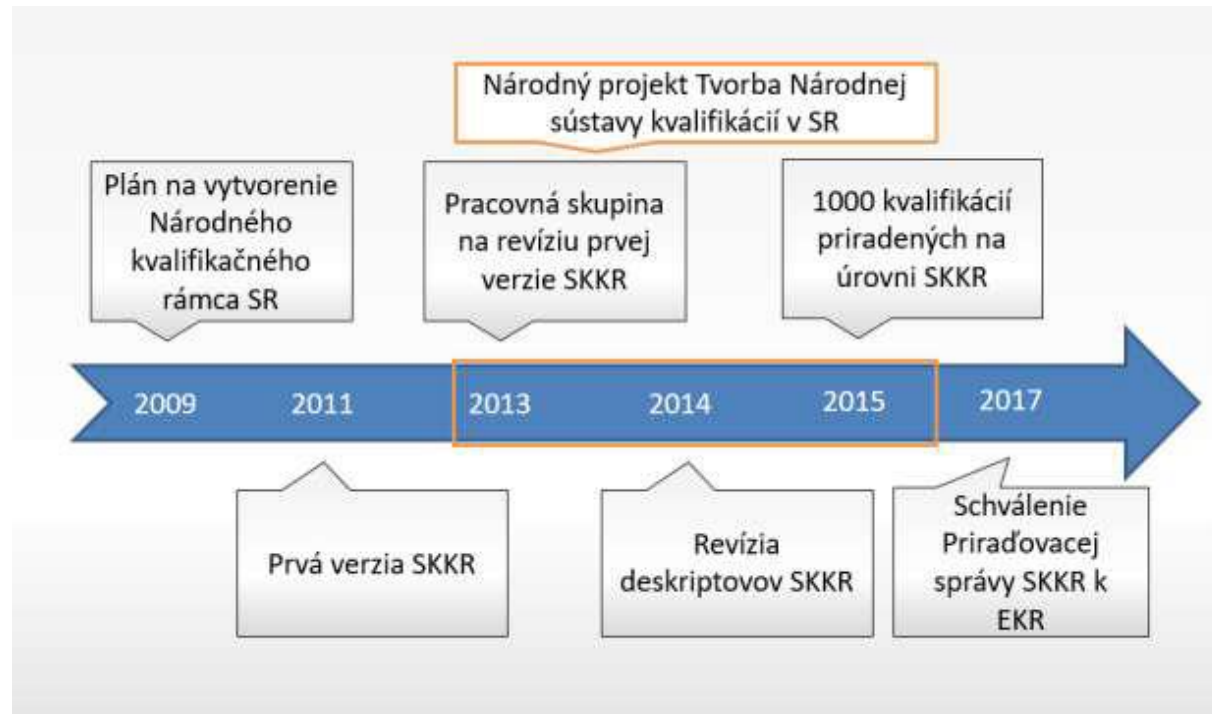 Národný projekt Tvorba Národnej
sústavy kvalifikácií v SR
Plán na vytvorenie
Národného
kvalifikačného
rámca SR
Pracovná skupina
na revíziu prvej
verzie SKKR
1000 kvalifikácií
priradených na
úrovni SKKR
2009
2011
2013
2014
2015
2017
Prvá verzia SKKR
Revízia
deskriptovov SKKR
Schválenie
Priraďovacej
správy SKKR k
EKR